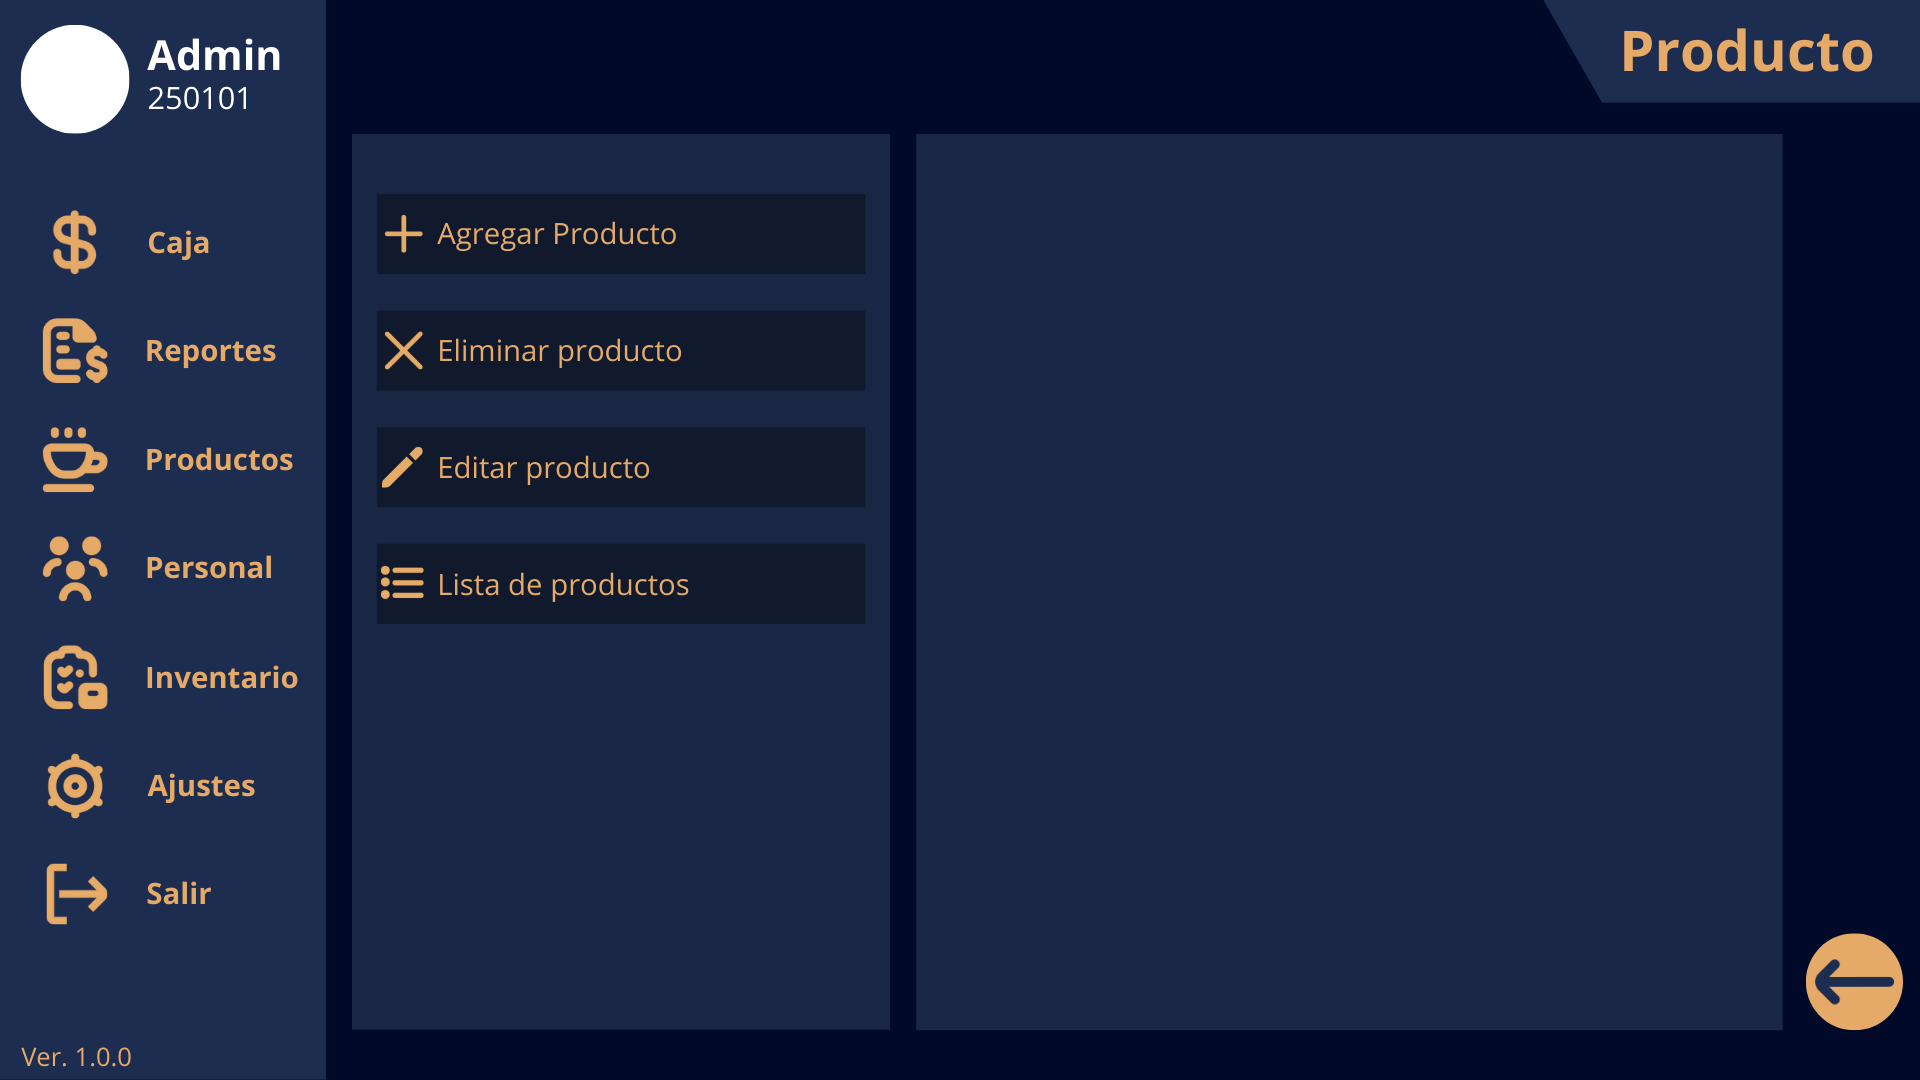 Admin
250101
Caja
Reportes
Productos
Personal
Inventario
Ajustes
Salir
Ver. 1.0.0
Producto
Agregar Producto
Eliminar producto
Editar producto
Lista de productos